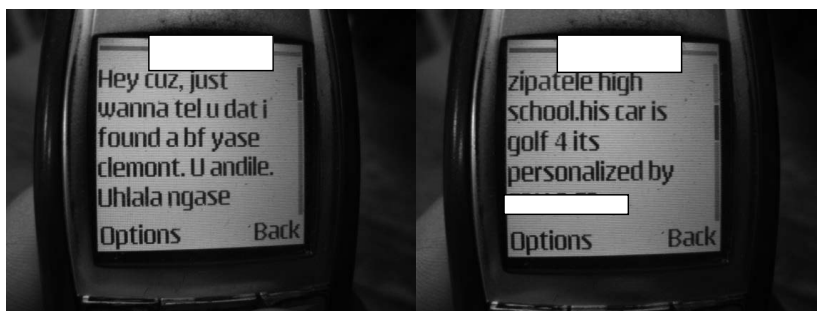 Hey cuz, just
wanna tel u dat i
found a bf yase
clemont. U andile.
Uhlala ngase
Options Back
zipatele high
school.his car is
golf 4 its
personalized by
Options Back